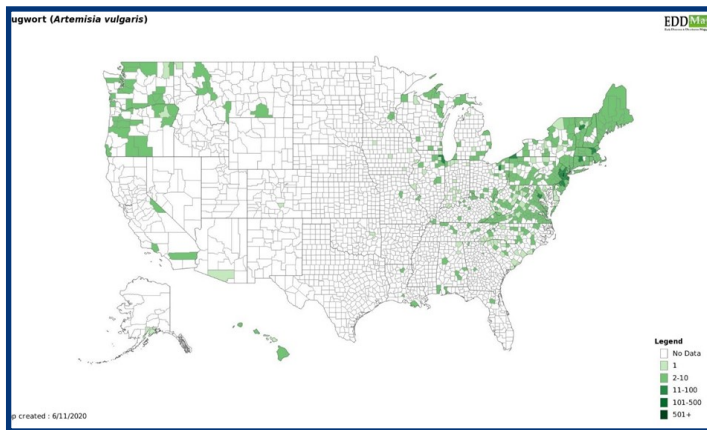 ugwort (Artemisia vulgaris)
EDDMa
Legend
No Data
1
2-10
11-100
101-500
501+
p created : 6/11/2020